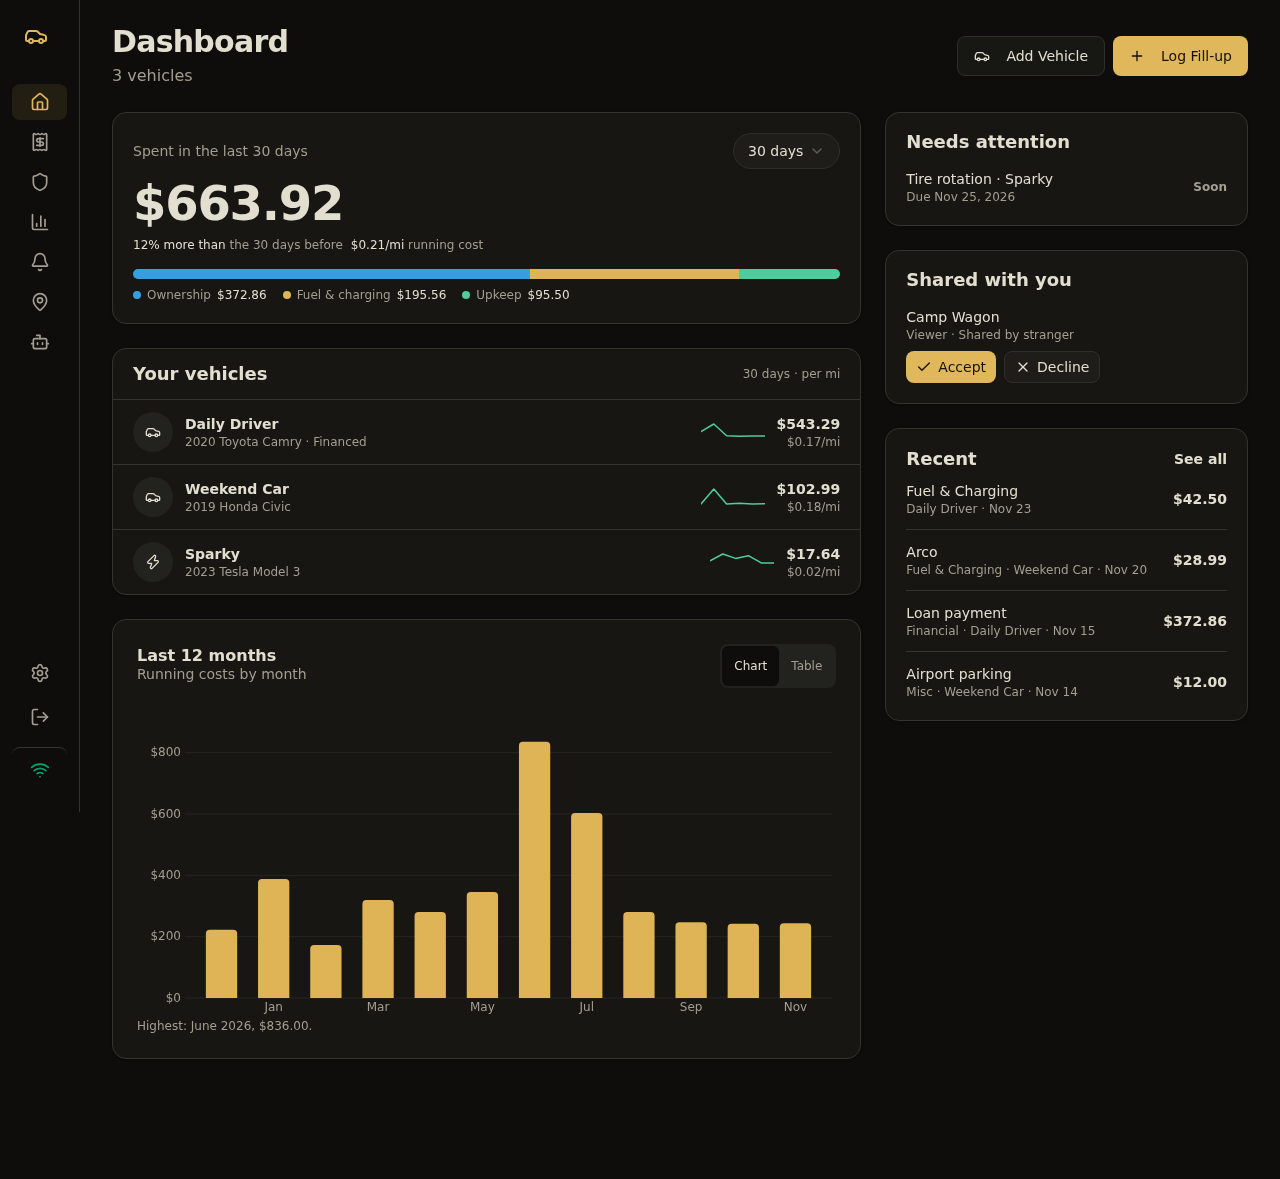 Dashboard
3 vehicles
Add Vehicle
Log Fill-up
Spent in the last 30 days
30 days
$663.92
12% more than the 30 days before $0.21/mi running cost
Ownership $372.86 Fuel & charging $195.56 Upkeep $95.50
Your vehicles
30 days · per mi
Daily Driver
2020 Toyota Camry · Financed
$543.29
$0.17/mi
Weekend Car
2019 Honda Civic
$102.99
$0.18/mi
Sparky
2023 Tesla Model 3
$17.64
$0.02/mi
Last 12 months
Running costs by month
Chart
Table
$800
$600
$400
$200
$0
Jan Mar May Jul Sep Nov
Highest: June 2026, $836.00.
Needs attention
Tire rotation · Sparky
Due Nov 25, 2026
Soon
Shared with you
Camp Wagon
Viewer · Shared by stranger
Accept
Decline
Recent
See all
Fuel & Charging
Daily Driver · Nov 23
$42.50
Arco
Fuel & Charging · Weekend Car · Nov 20
$28.99
Loan payment
Financial · Daily Driver · Nov 15
$372.86
Airport parking
Misc · Weekend Car · Nov 14
$12.00